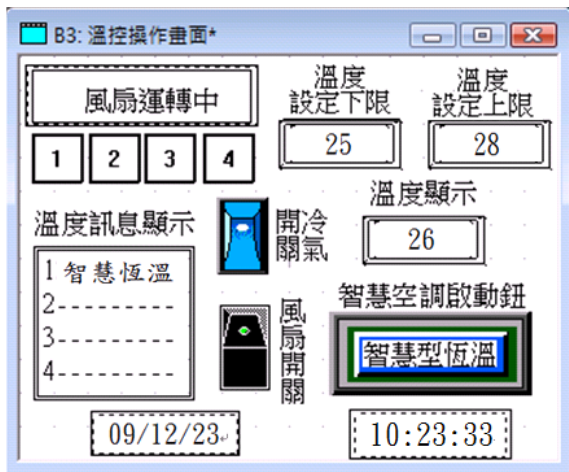 B3: 溫控操作畫面*
風扇運轉中
溫度
設定下限
溫度
設定上限
1 2 3 4
25
28
溫度訊息顯示
開冷
關氣
溫度顯示
26
1 智慧恆溫
2---------
3---------
4---------
風扇開關
智慧空調啟動鈕
智慧型恆溫
09/12/23
10:23:33